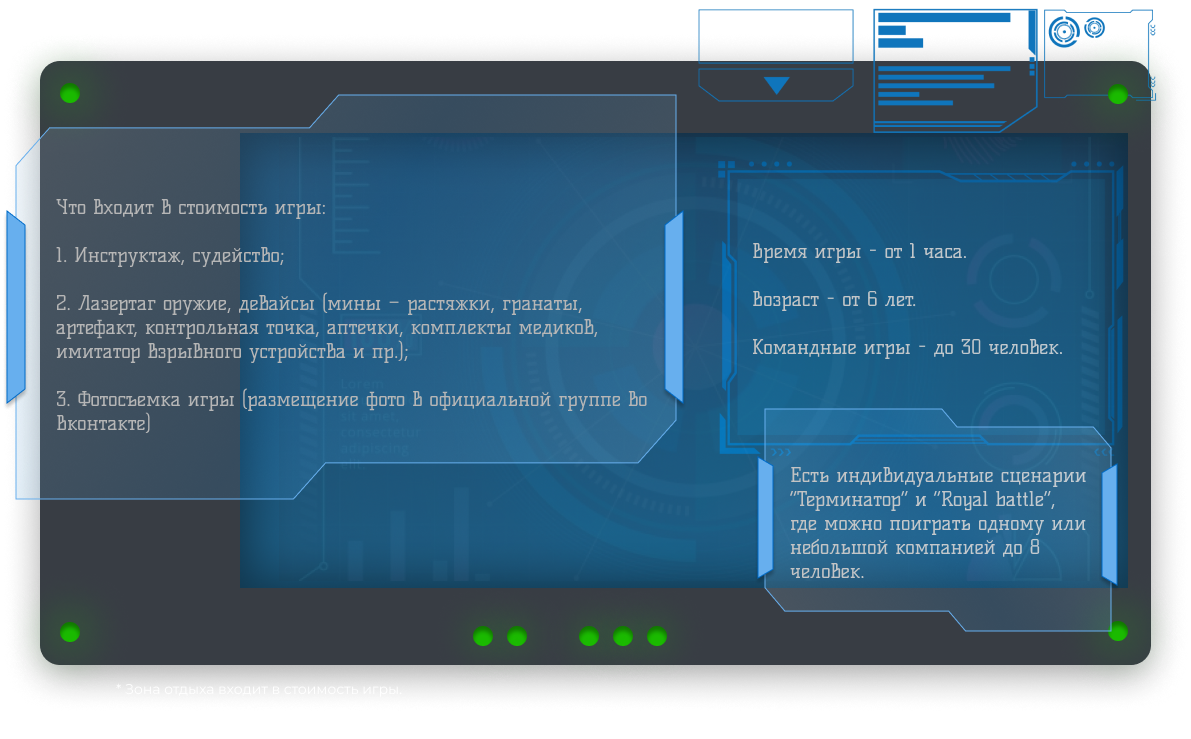 Что входит в стоимость игры:
1. Инструктаж, судейство;
2. Лазертаг оружие, девайсы (мины – растяжки, гранаты,
артефакт, контрольная точка, аптечки, комплекты медиков,
имитатор взрывного устройства и пр.);
3. Фотосъемка игры (размещение фото в официальной группе во
Вконтакте)
Время игры - от 1 часа.
Возраст - от 6 лет.
Командные игры - до 30 человек.
Есть индивидуальные сценарии
"Терминатор" и "Royal battle",
где можно поиграть одному или
небольшой компанией до 8
человек.
* Зона отдыха входит в стоимость игры.